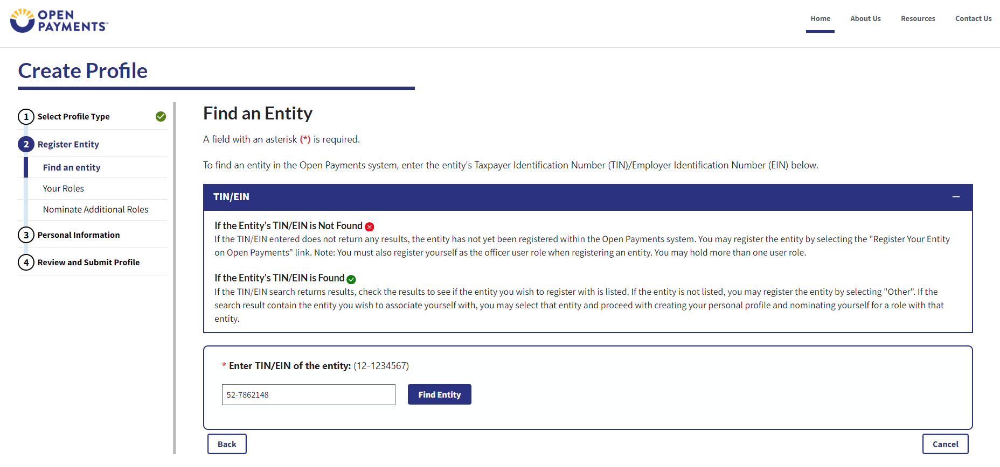 OPEN
PAYMENTS™
Home About Us Resources Contact Us
Create Profile
1 Select Profile Type
2 Register Entity
Find an entity
Your Roles
Nominate Additional Roles
3 Personal Information
4 Review and Submit Profile
Find an Entity
A field with an asterisk (*) is required.
To find an entity in the Open Payments system, enter the entity's Taxpayer Identification Number (TIN)/Employer Identification Number (EIN) below.
TIN/EIN
If the Entity's TIN/EIN is Not Found
If the TIN/EIN entered does not return any results, the entity has not yet been registered within the Open Payments system. You may register the entity by selecting the "Register Your Entity
on Open Payments" link. Note: You must also register yourself as the officer user role when registering an entity. You may hold more than one user role.
If the Entity's TIN/EIN is Found
If the TIN/EIN search returns results, check the results to see if the entity you wish to register with is listed. If the entity is not listed, you may register the entity by selecting "Other". If the
search result contain the entity you wish to associate yourself with, you may select that entity and proceed with creating your personal profile and nominating yourself for a role with that
entity.
* Enter TIN/EIN of the entity: (12-1234567)
52-7862148
Find Entity
Back
Cancel